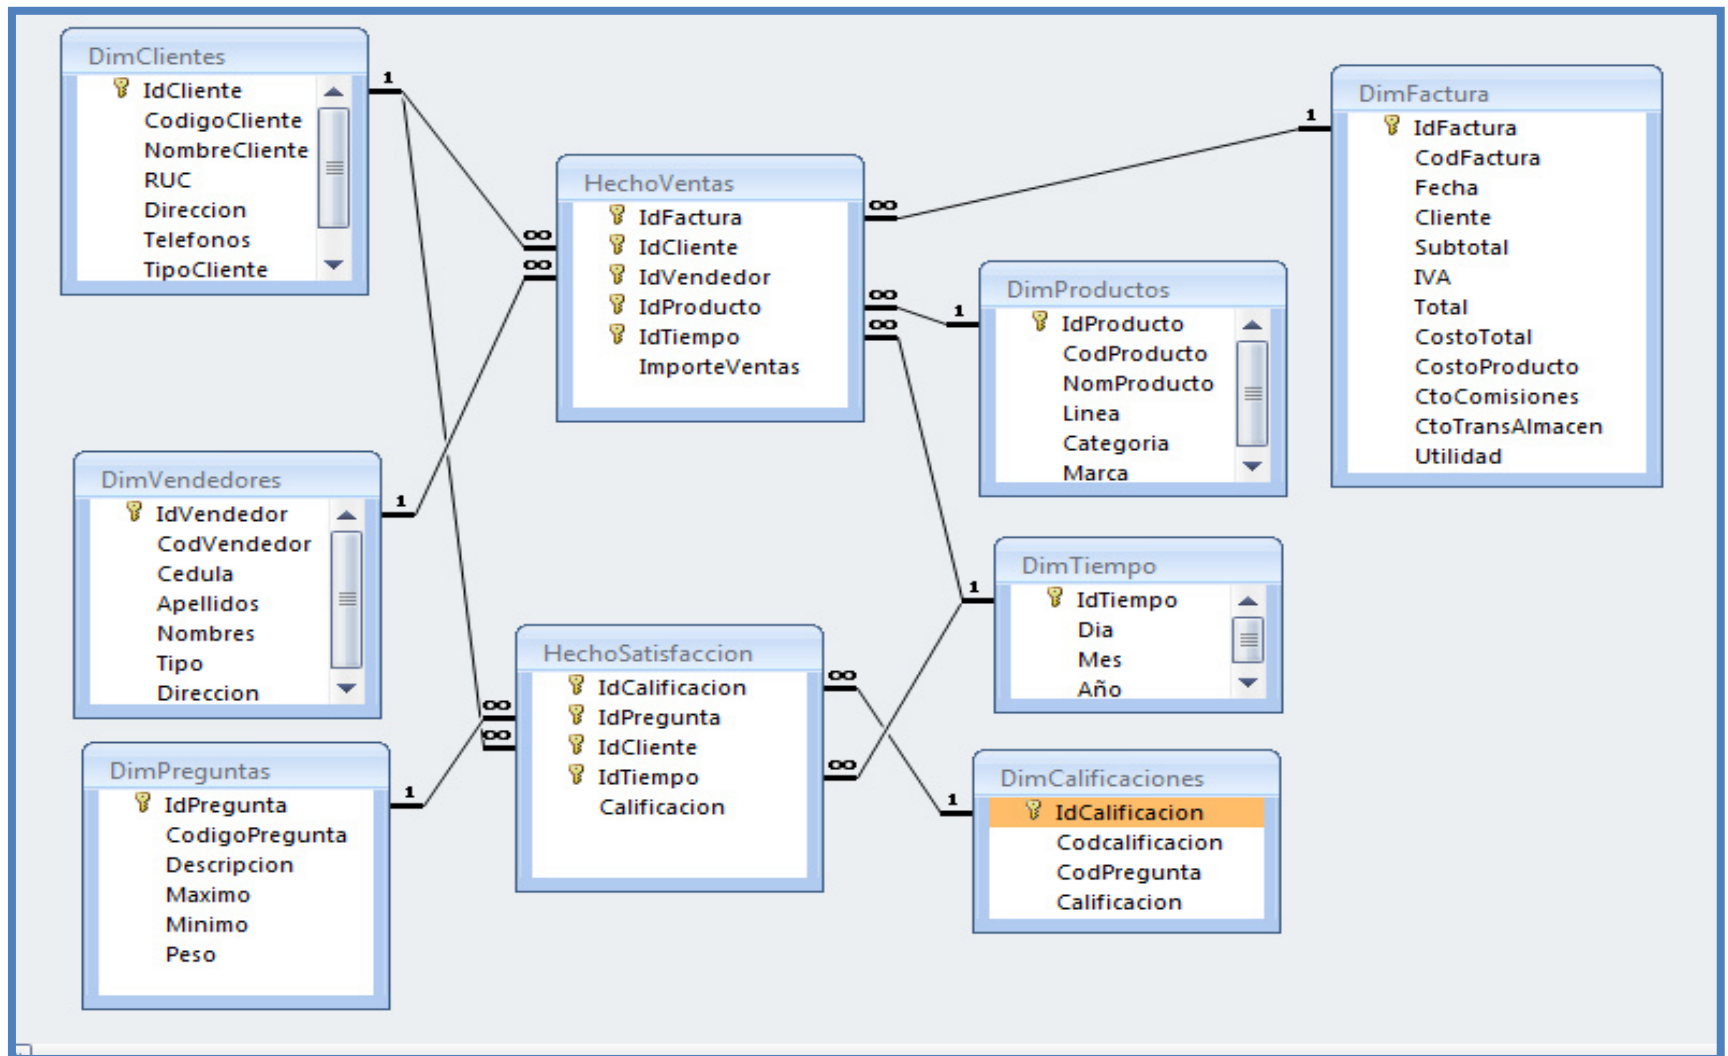 DimClientes
IdCliente
CodigoCliente
NombreCliente
RUC
Direccion
Telefonos
TipoCliente
1
HechoVentas
IdFactura
IdCliente
IdVendedor
IdProducto
IdTiempo
ImporteVentas
∞
∞
∞
∞
∞
DimFactura
IdFactura
CodFactura
Fecha
Cliente
Subtotal
IVA
Total
CostoTotal
CostoProducto
CtoComisiones
CtoTransAlmacen
Utilidad
1
DimProductos
IdProducto
CodProducto
NomProducto
Linea
Categoria
Marca
1
DimVendedores
IdVendedor
CodVendedor
Cedula
Apellidos
Nombres
Tipo
Direccion
1
DimTiempo
IdTiempo
Dia
Mes
Año
1
HechoSatisfaccion
IdCalificacion
IdPregunta
IdCliente
IdTiempo
Calificacion
∞
∞
∞
∞
DimPreguntas
IdPregunta
CodigoPregunta
Descripcion
Maximo
Minimo
Peso
1
DimCalificaciones
IdCalificacion
Codcalificacion
CodPregunta
Calificacion
1